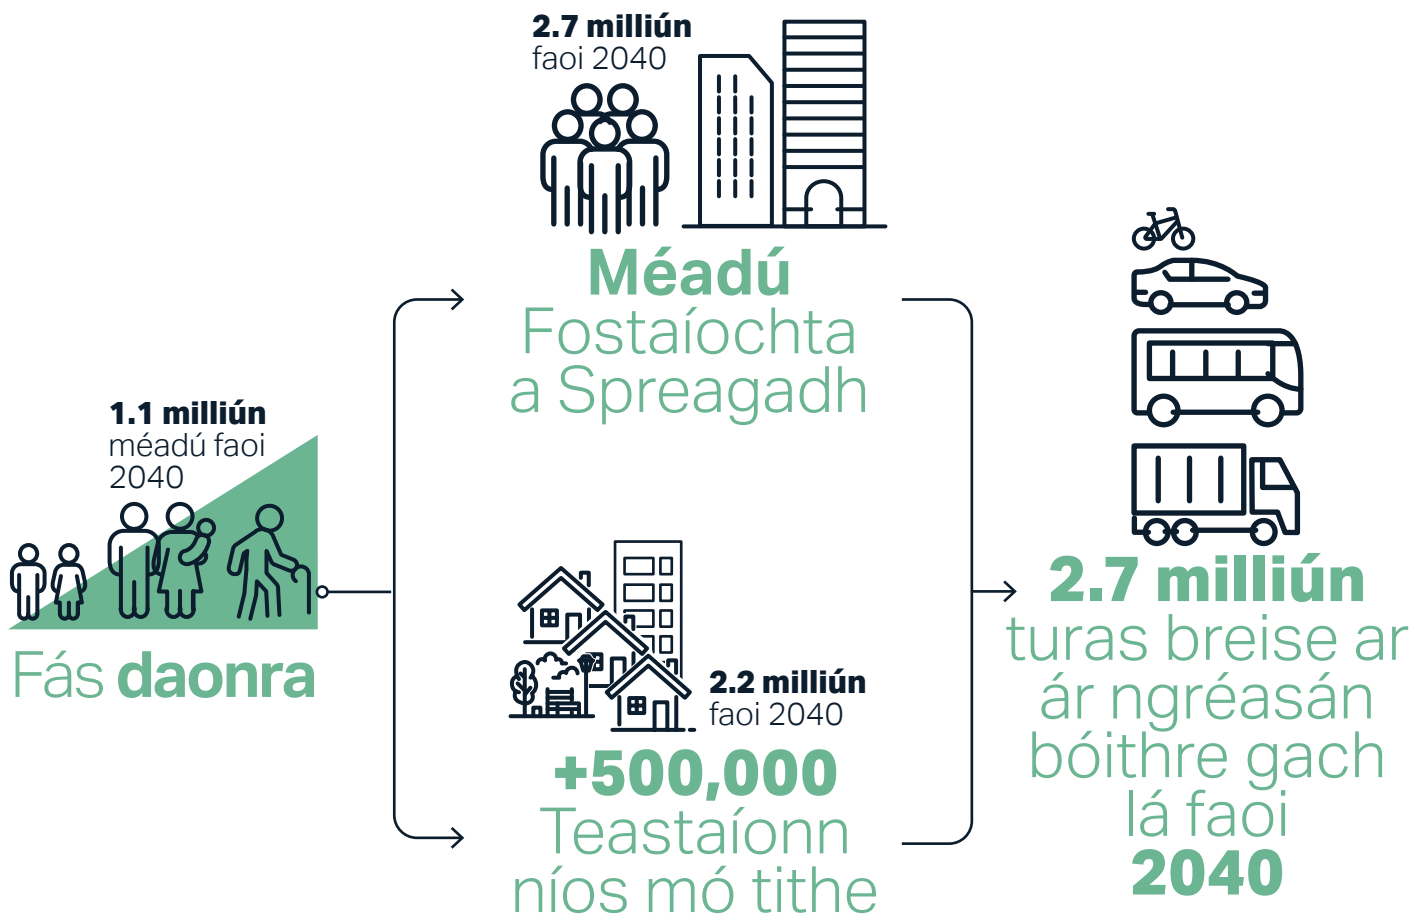 1.1 milliún
méadú faoi
2040
Fás daonra
2.7 milliún
faoi 2040
Méadú
Fostaíochta
a Spreagadh
2.2 milliún
faoi 2040
+500,000
Teastaíonn
níos mó tithe
2.7 milliún
turas breise ar
ár ngréasán
bóithre gach
lá faoi
2040